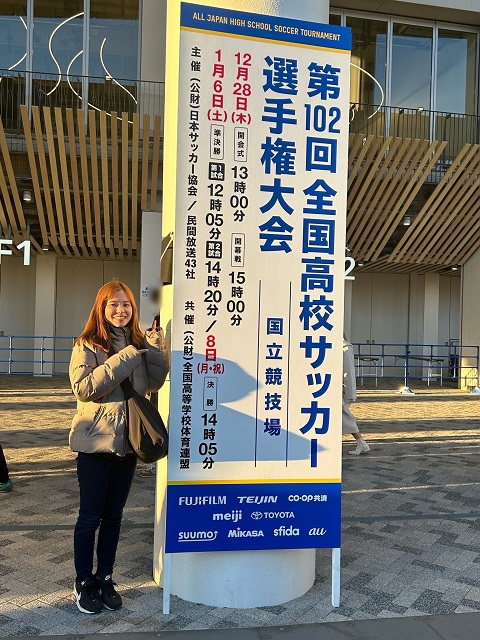 ALL JAPAN HIGH SCHOOL SOCCER TOURNAMENT
第102回 全国高校サッカー
選手権大会
国立競技場
12月28日(木) 開会式 13時00分 開幕戦 15時00分
1月6日(土) 準決勝 第1試合 12時05分 第2試合 14時20分/8日(月・祝) 決勝 14時05分
主催 (公財)日本サッカー協会/民間放送43社 共催 (公財)全国高等学校体育連盟
FUJIFILM TEIJIN CO-OP共済
meiji TOYOTA
SUUMO MIKASA sfida au
F1
2